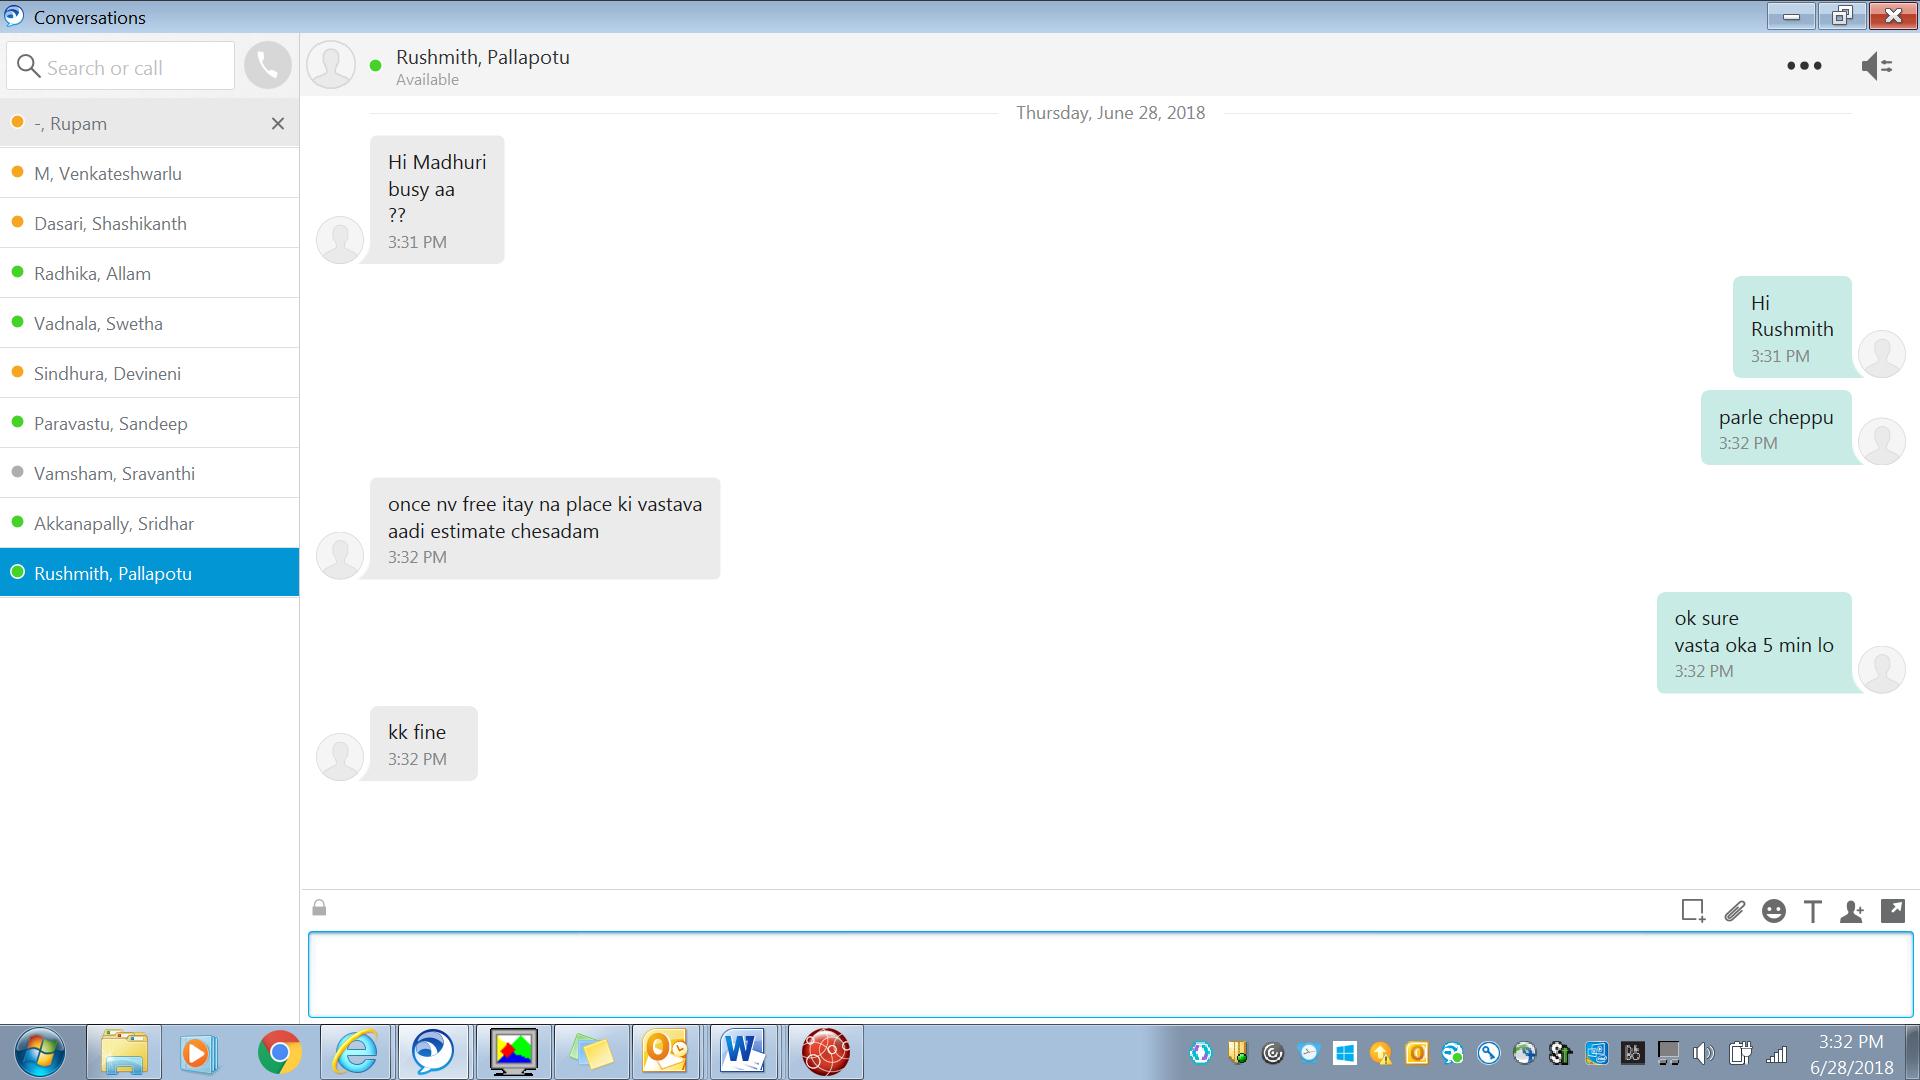 Conversations
Search or call
-, Rupam
M, Venkateshwarlu
Dasari, Shashikanth
Radhika, Allam
Vadnala, Swetha
Sindhura, Devineni
Paravastu, Sandeep
Vamsham, Sravanthi
Akkanapally, Sridhar
Rushmith, Pallapotu
Rushmith, Pallapotu
Available
Thursday, June 28, 2018
Hi Madhuri
busy aa
??
3:31 PM
Hi
Rushmith
3:31 PM
parle cheppu
3:32 PM
once nv free itay na place ki vastava
aadi estimate chesadam
3:32 PM
ok sure
vasta oka 5 min lo
3:32 PM
kk fine
3:32 PM
3:32 PM
6/28/2018